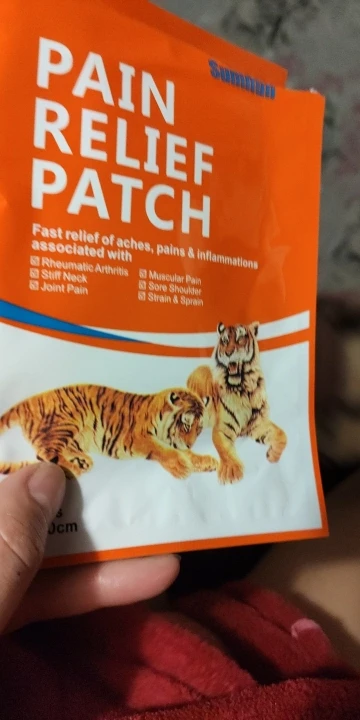 Sumifun
PAIN
RELIEF
PATCH
Fast relief of aches, pains & inflammations
associated with
☑ Rheumatic Arthritis
☑ Stiff Neck
☑ Joint Pain
☑ Muscular Pain
☑ Sore Shoulder
☑ Strain & Sprain